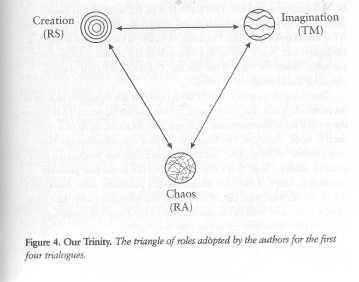 Creation
(RS)
Imagination
(TM)
Chaos
(RA)
Figure 4. Our Trinity. The triangle of roles adopted by the authors for the first
four trialogues.